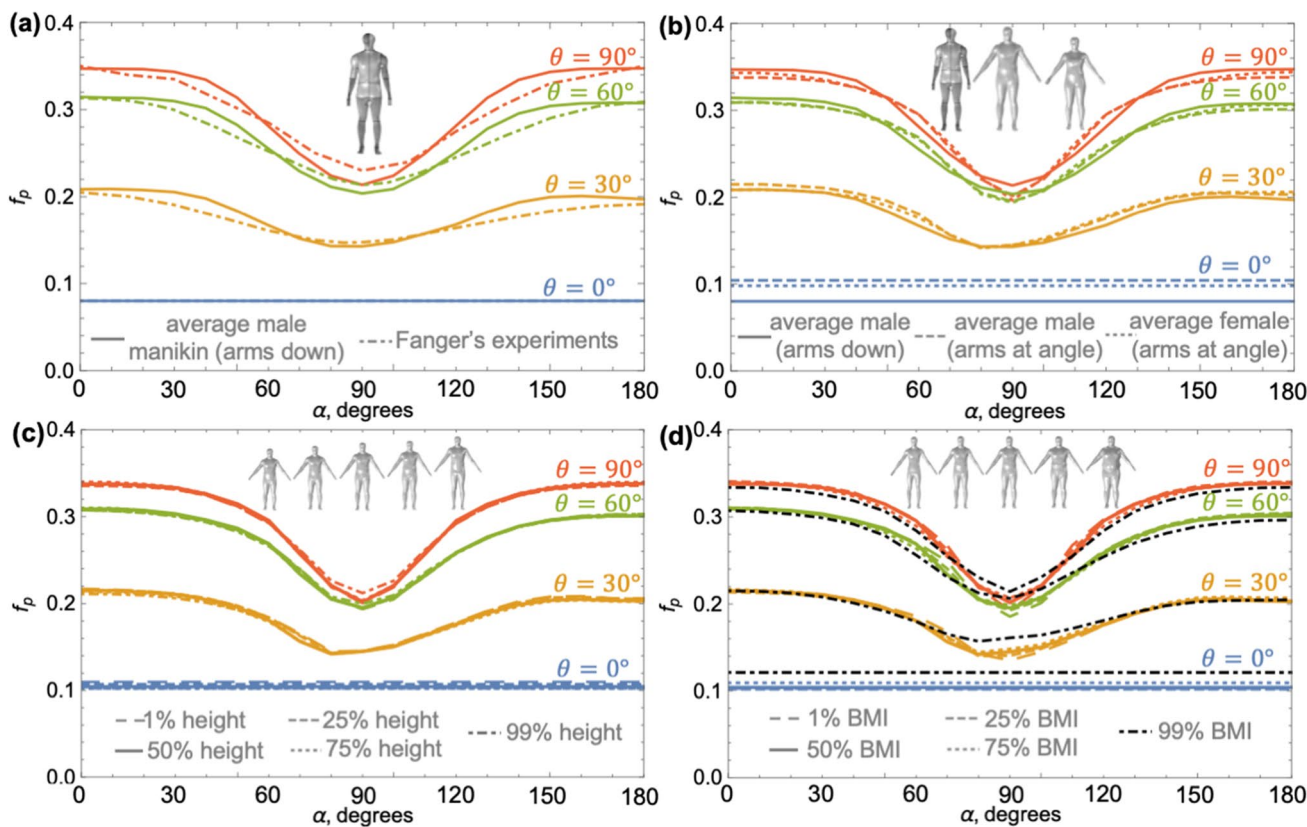 (a)
0.4
0.3
0.2
0.1
0.0
f_p
θ = 90°
θ = 60°
θ = 30°
θ = 0°
average male
manikin (arms down)
Fanger's experiments
0 30 60 90 120 150 180
α, degrees
(b)
0.4
0.3
0.2
0.1
0.0
f_p
θ = 90°
θ = 60°
θ = 30°
θ = 0°
average male average male average female
(arms down) (arms at angle) (arms at angle)
0 30 60 90 120 150 180
α, degrees
(c)
0.4
0.3
0.2
0.1
0.0
f_p
θ = 90°
θ = 60°
θ = 30°
θ = 0°
1% height 25% height 99% height
50% height 75% height
0 30 60 90 120 150 180
α, degrees
(d)
0.4
0.3
0.2
0.1
0.0
f_p
θ = 90°
θ = 60°
θ = 30°
θ = 0°
1% BMI 25% BMI 99% BMI
50% BMI 75% BMI
0 30 60 90 120 150 180
α, degrees